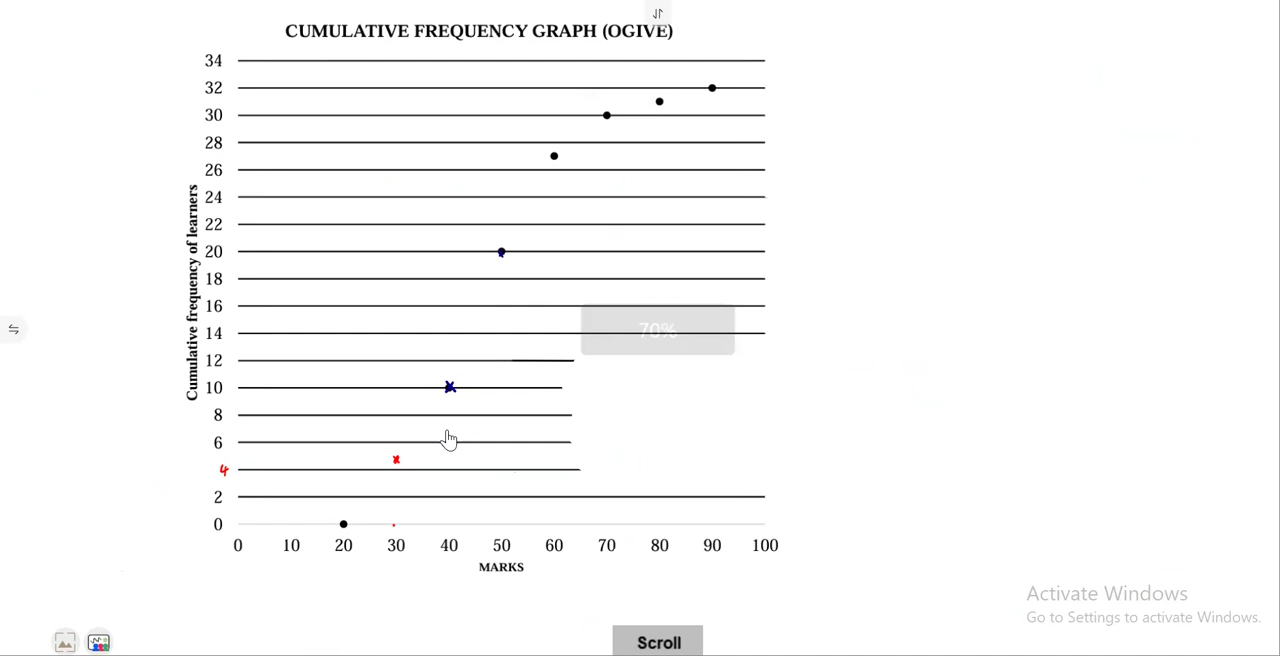 CUMULATIVE FREQUENCY GRAPH (OGIVE)
34
32
30
28
26
24
22
20
18
16
14
12
10
8
6
4
2
0
Cumulative frequency of learners
70%
0 10 20 30 40 50 60 70 80 90 100
MARKS
Activate Windows
Go to Settings to activate Windows.
Scroll